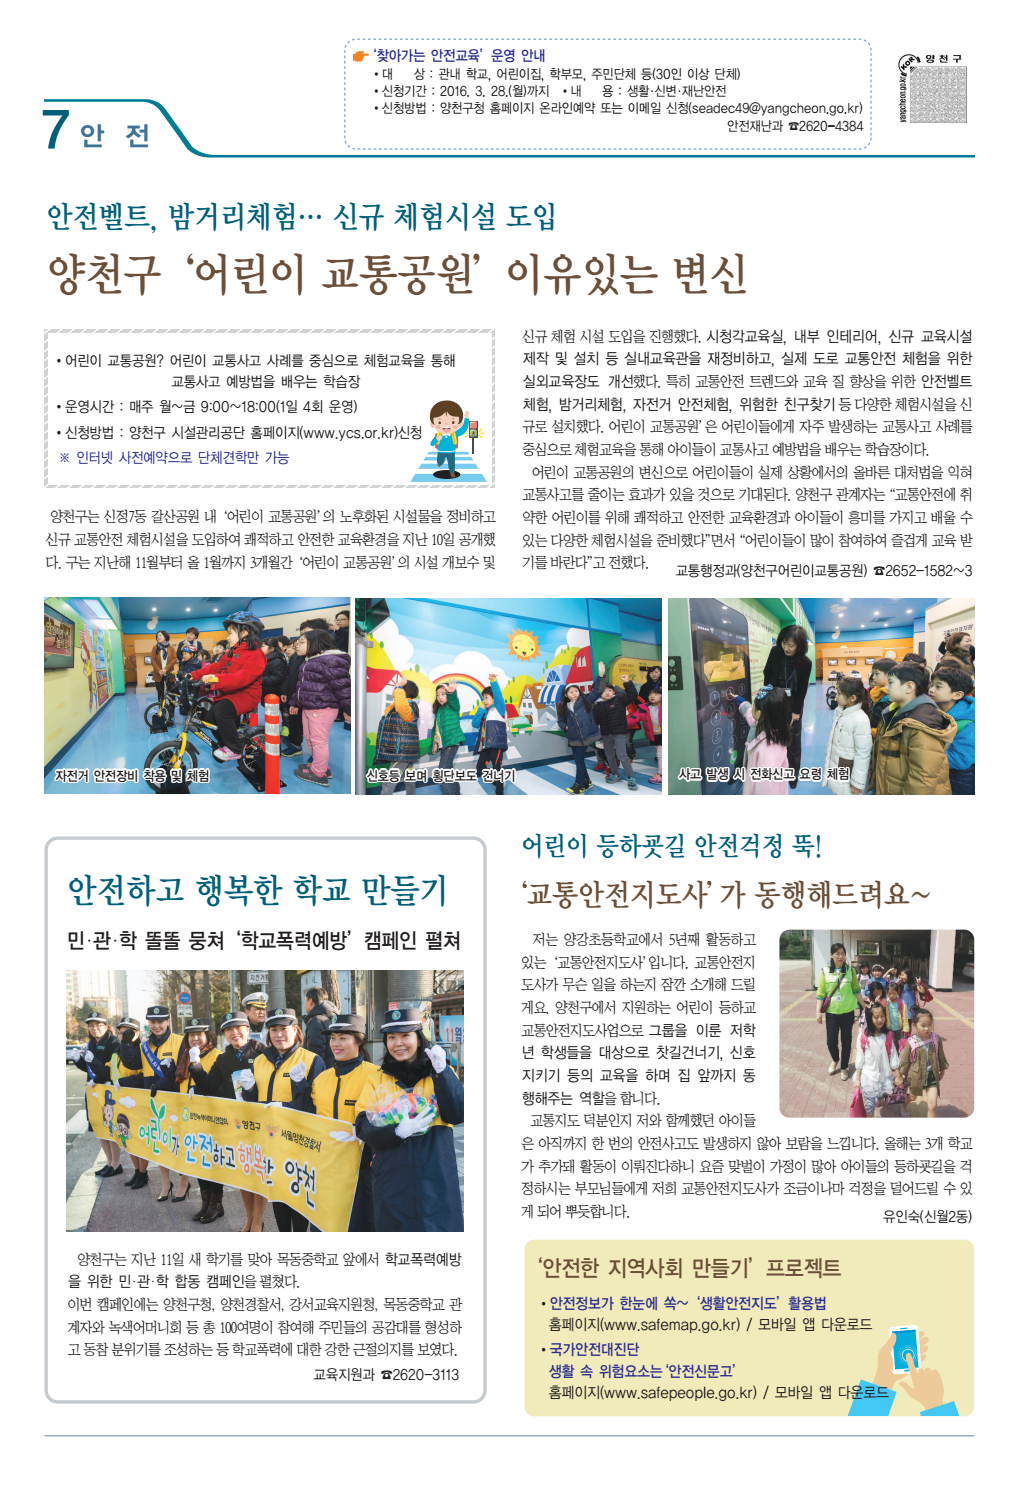 ‘찾아가는 안전교육’ 운영 안내
• 대 상 : 관내 학교, 어린이집, 학부모, 주민단체 등(30인 이상 단체)
• 신청기간 : 2016. 3. 28.(월)까지 • 내 용 : 생활·신변·재난안전
• 신청방법 : 양천구청 홈페이지 온라인예약 또는 이메일 신청(seadec49@yangcheon.go.kr)
안전재난과 ☎2620-4384
양천구
7 안 전
안전벨트, 밤거리체험… 신규 체험시설 도입
양천구 ‘어린이 교통공원’ 이유있는 변신
• 어린이 교통공원? 어린이 교통사고 사례를 중심으로 체험교육을 통해
교통사고 예방법을 배우는 학습장
• 운영시간 : 매주 월~금 9:00~18:00(1일 4회 운영)
• 신청방법 : 양천구 시설관리공단 홈페이지(www.ycs.or.kr)신청
※ 인터넷 사전예약으로 단체견학만 가능
양천구는 신정7동 갈산공원 내 ‘어린이 교통공원’의 노후화된 시설물을 정비하고
신규 교통안전 체험시설을 도입하여 쾌적하고 안전한 교육환경을 지난 10일 공개했
다. 구는 지난해 11월부터 올 1월까지 3개월간 ‘어린이 교통공원’의 시설 개보수 및
신규 체험 시설 도입을 진행했다. 시청각교육실, 내부 인테리어, 신규 교육시설
제작 및 설치 등 실내교육관을 재정비하고, 실제 도로 교통안전 체험을 위한
실외교육장도 개선했다. 특히 교통안전 트렌드와 교육 질 향상을 위한 안전벨트
체험, 밤거리체험, 자전거 안전체험, 위험한 친구찾기 등 다양한 체험시설을 신
규로 설치했다. 어린이 교통공원’은 어린이들에게 자주 발생하는 교통사고 사례를
중심으로 체험교육을 통해 아이들이 교통사고 예방법을 배우는 학습장이다.
어린이 교통공원의 변신으로 어린이들이 실제 상황에서의 올바른 대처법을 익혀
교통사고를 줄이는 효과가 있을 것으로 기대된다. 양천구 관계자는 “교통안전에 취
약한 어린이를 위해 쾌적하고 안전한 교육환경과 아이들이 흥미를 가지고 배울 수
있는 다양한 체험시설을 준비했다”면서 “어린이들이 많이 참여하여 즐겁게 교육 받
기를 바란다”고 전했다.
교통행정과(양천구어린이교통공원) ☎2652-1582~3
자전거 안전장비 착용 및 체험
신호등 보며 횡단보도 건너기
사고 발생 시 전화신고 요령 체험
안전하고 행복한 학교 만들기
민·관·학 똘똘 뭉쳐 ‘학교폭력예방’ 캠페인 펼쳐
양천구
서울양천경찰서
어린이가 안전하고 행복한 양천
양천구는 지난 11일 새 학기를 맞아 목동중학교 앞에서 학교폭력예방
을 위한 민·관·학 합동 캠페인을 펼쳤다.
이번 캠페인에는 양천구청, 양천경찰서, 강서교육지원청, 목동중학교 관
계자와 녹색어머니회 등 총 100여명이 참여해 주민들의 공감대를 형성하
고 동참 분위기를 조성하는 등 학교폭력에 대한 강한 근절의지를 보였다.
교육지원과 ☎2620-3113
어린이 등하굣길 안전걱정 뚝!
‘교통안전지도사’가 동행해드려요~
저는 양강초등학교에서 5년째 활동하고
있는 ‘교통안전지도사’입니다. 교통안전지
도사가 무슨 일을 하는지 잠깐 소개해 드릴
게요. 양천구에서 지원하는 어린이 등하교
교통안전지도사업으로 그룹을 이룬 저학
년 학생들을 대상으로 찻길건너기, 신호
지키기 등의 교육을 하며 집 앞까지 동
행해주는 역할을 합니다.
교통지도 덕분인지 저와 함께했던 아이들
은 아직까지 한 번의 안전사고도 발생하지 않아 보람을 느낍니다. 올해는 3개 학교
가 추가돼 활동이 이뤄진다하니 요즘 맞벌이 가정이 많아 아이들의 등하굣길을 걱
정하시는 부모님들에게 저희 교통안전지도사가 조금이나마 걱정을 덜어드릴 수 있
게 되어 뿌듯합니다.
유인숙(신월2동)
‘안전한 지역사회 만들기’ 프로젝트
• 안전정보가 한눈에 쏙~ ‘생활안전지도’ 활용법
홈페이지(www.safemap.go.kr) / 모바일 앱 다운로드
• 국가안전대진단
생활 속 위험요소는 ‘안전신문고’
홈페이지(www.safepeople.go.kr) / 모바일 앱 다운로드